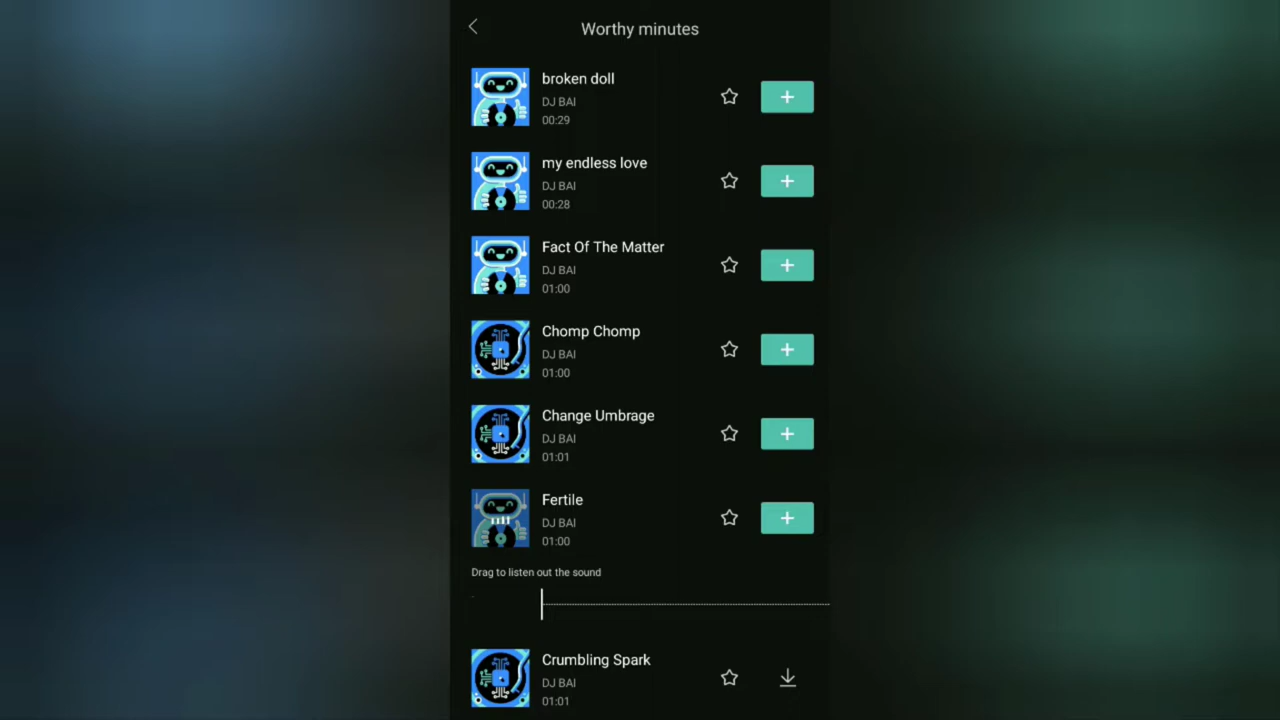 Worthy minutes
broken doll
DJ BAI
00:29
my endless love
DJ BAI
00:28
Fact Of The Matter
DJ BAI
01:00
Chomp Chomp
DJ BAI
01:00
Change Umbrage
DJ BAI
01:01
Fertile
DJ BAI
01:00
Drag to listen out the sound
Crumbling Spark
DJ BAI
01:01